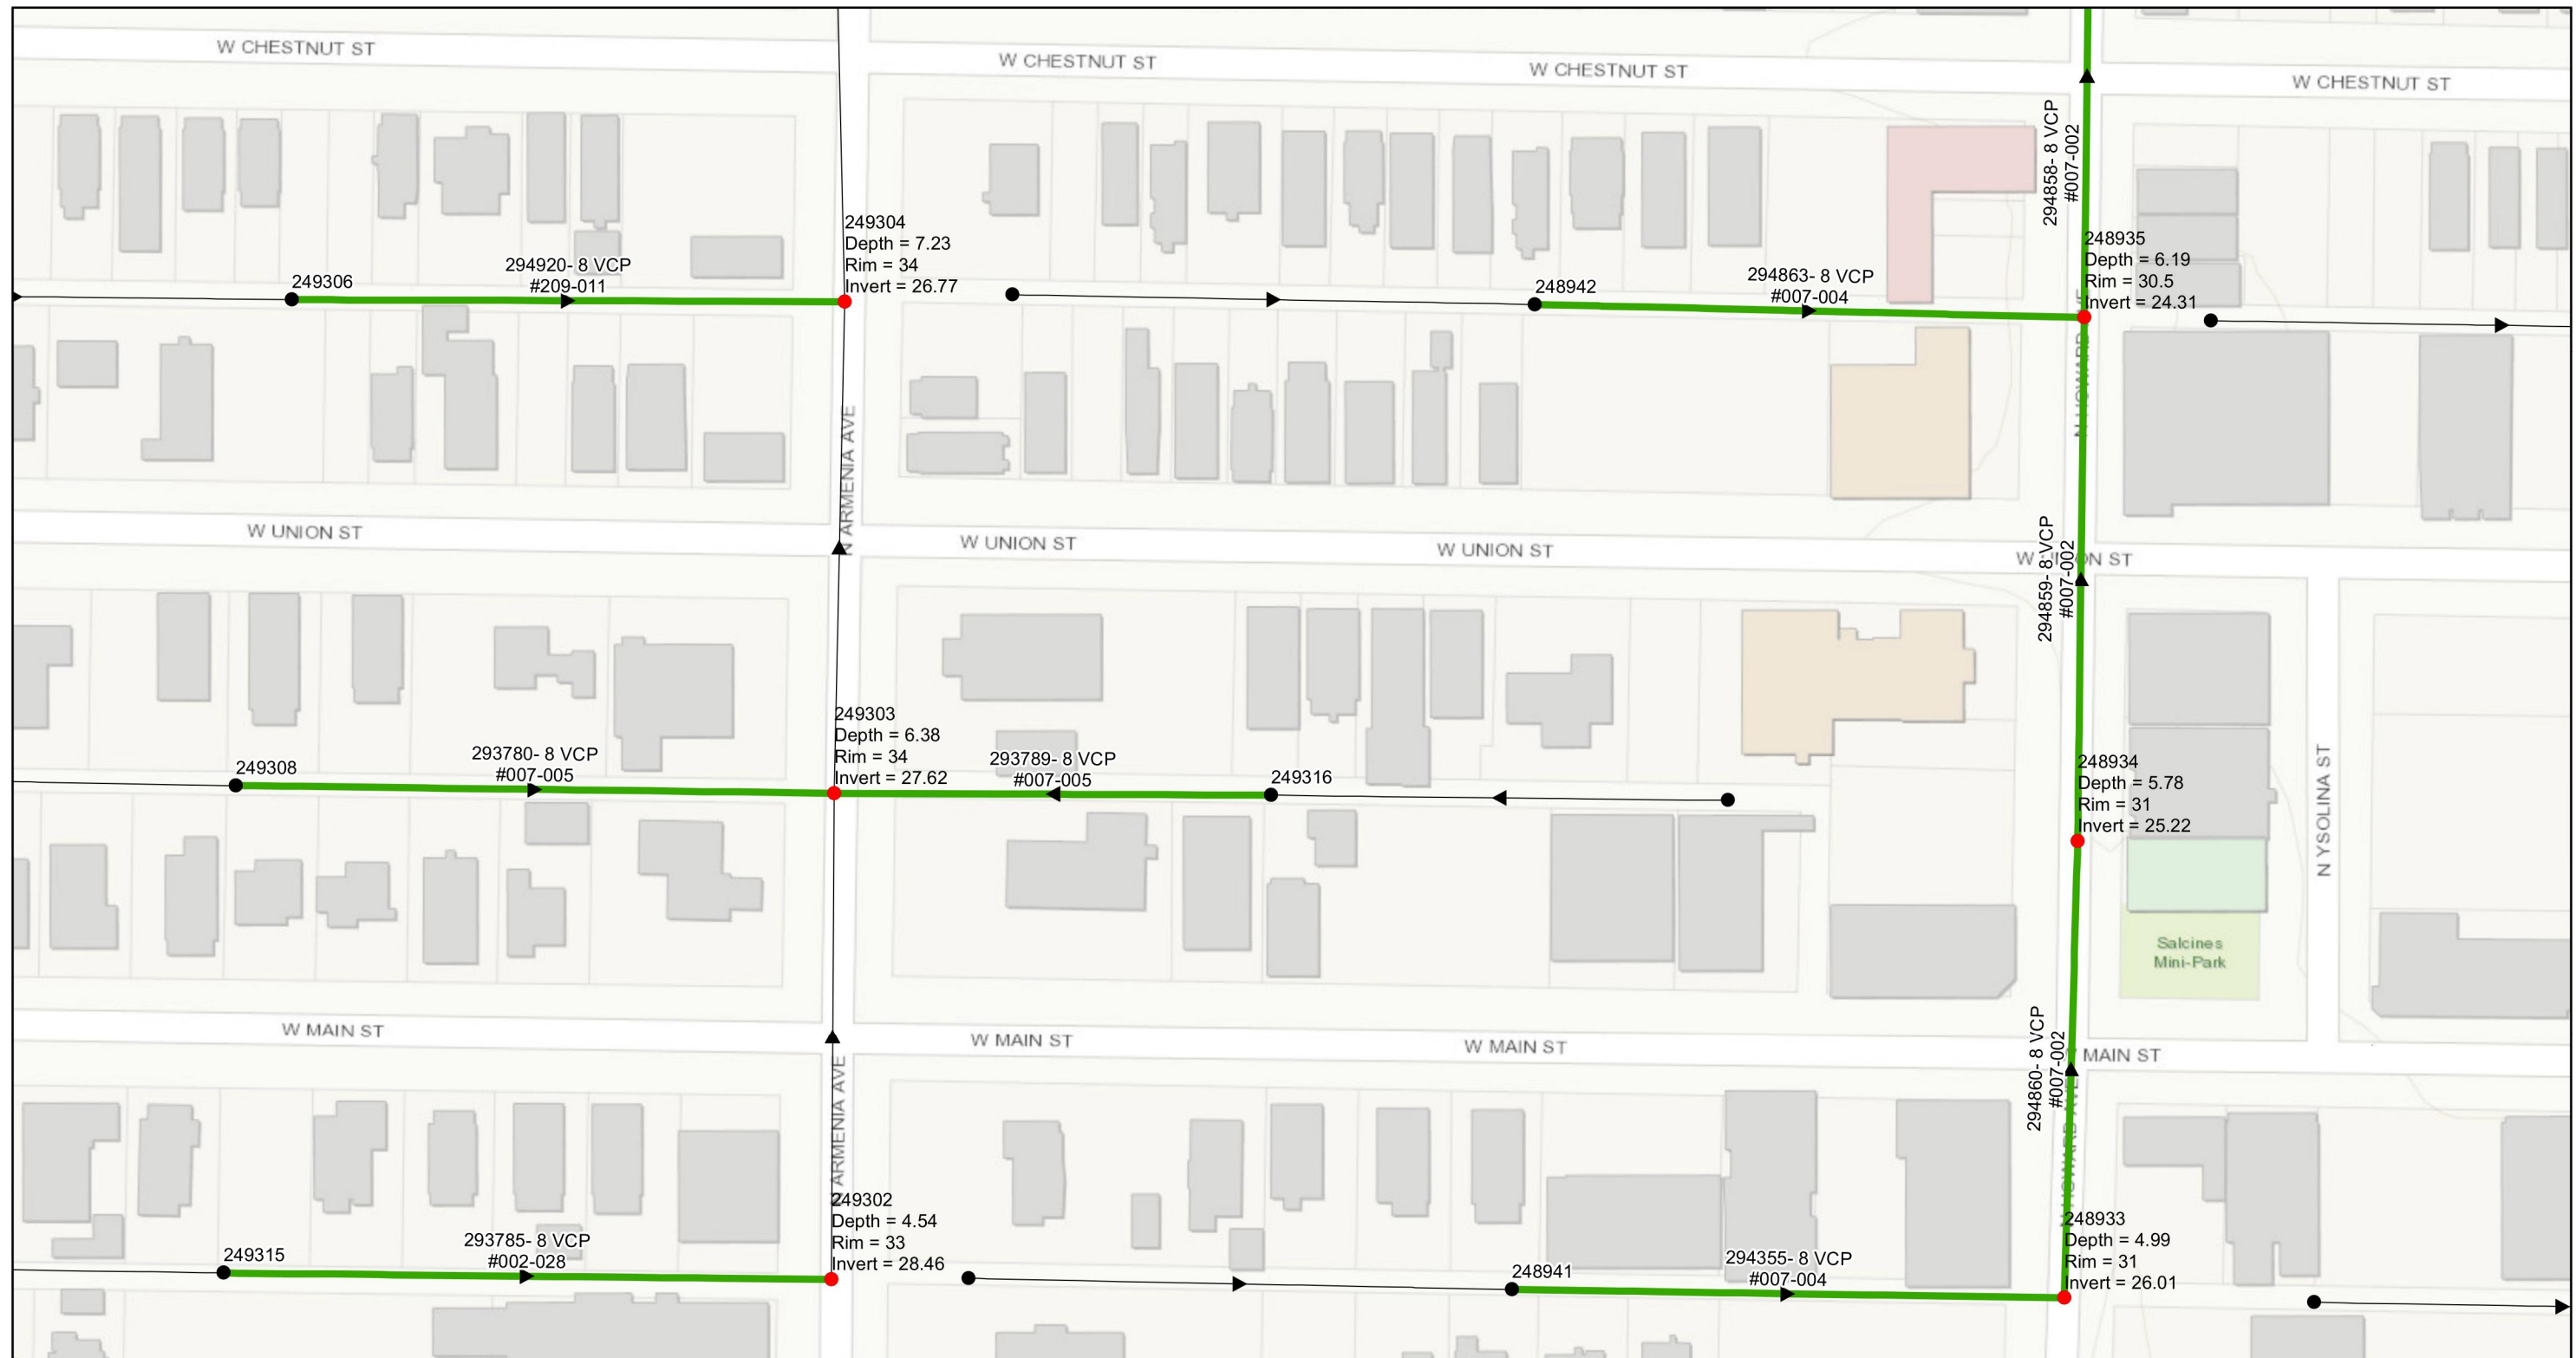 W CHESTNUT ST
W CHESTNUT ST
W CHESTNUT ST
W CHESTNUT ST
294858- 8 VCP
#007-002
249304
Depth = 7.23
Rim = 34
Invert = 26.77
248935
Depth = 6.19
Rim = 30.5
Invert = 24.31
249306
294920- 8 VCP
#209-011
248942
294863- 8 VCP
#007-004
N HOWARD AVE
N ARMENIA AVE
W UNION ST
W UNION ST
W UNION ST
W UNION ST
294859- 8 VCP
#007-002
249303
Depth = 6.38
Rim = 34
Invert = 27.62
249308
293780- 8 VCP
#007-005
293789- 8 VCP
#007-005
249316
248934
Depth = 5.78
Rim = 31
Invert = 25.22
N YSOLINA ST
Salcines
Mini-Park
W MAIN ST
W MAIN ST
W MAIN ST
MAIN ST
294860- 8 VCP
#007-002
N ARMENIA AVE
N HOWARD AVE
249302
Depth = 4.54
Rim = 33
Invert = 28.46
249315
293785- 8 VCP
#002-028
248941
294355- 8 VCP
#007-004
248933
Depth = 4.99
Rim = 31
Invert = 26.01